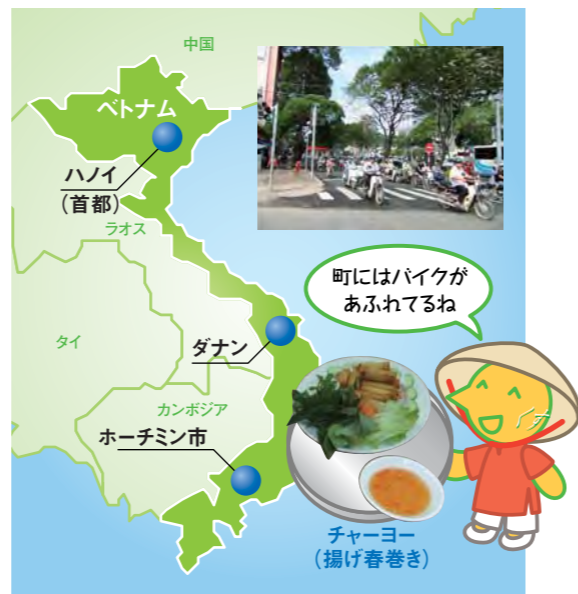 中国
ベトナム
ハノイ
(首都)
ラオス
町にはバイクが
あふれてるね
タイ
ダナン
カンボジア
ホーチミン市
チャーヨー
(揚げ春巻き)